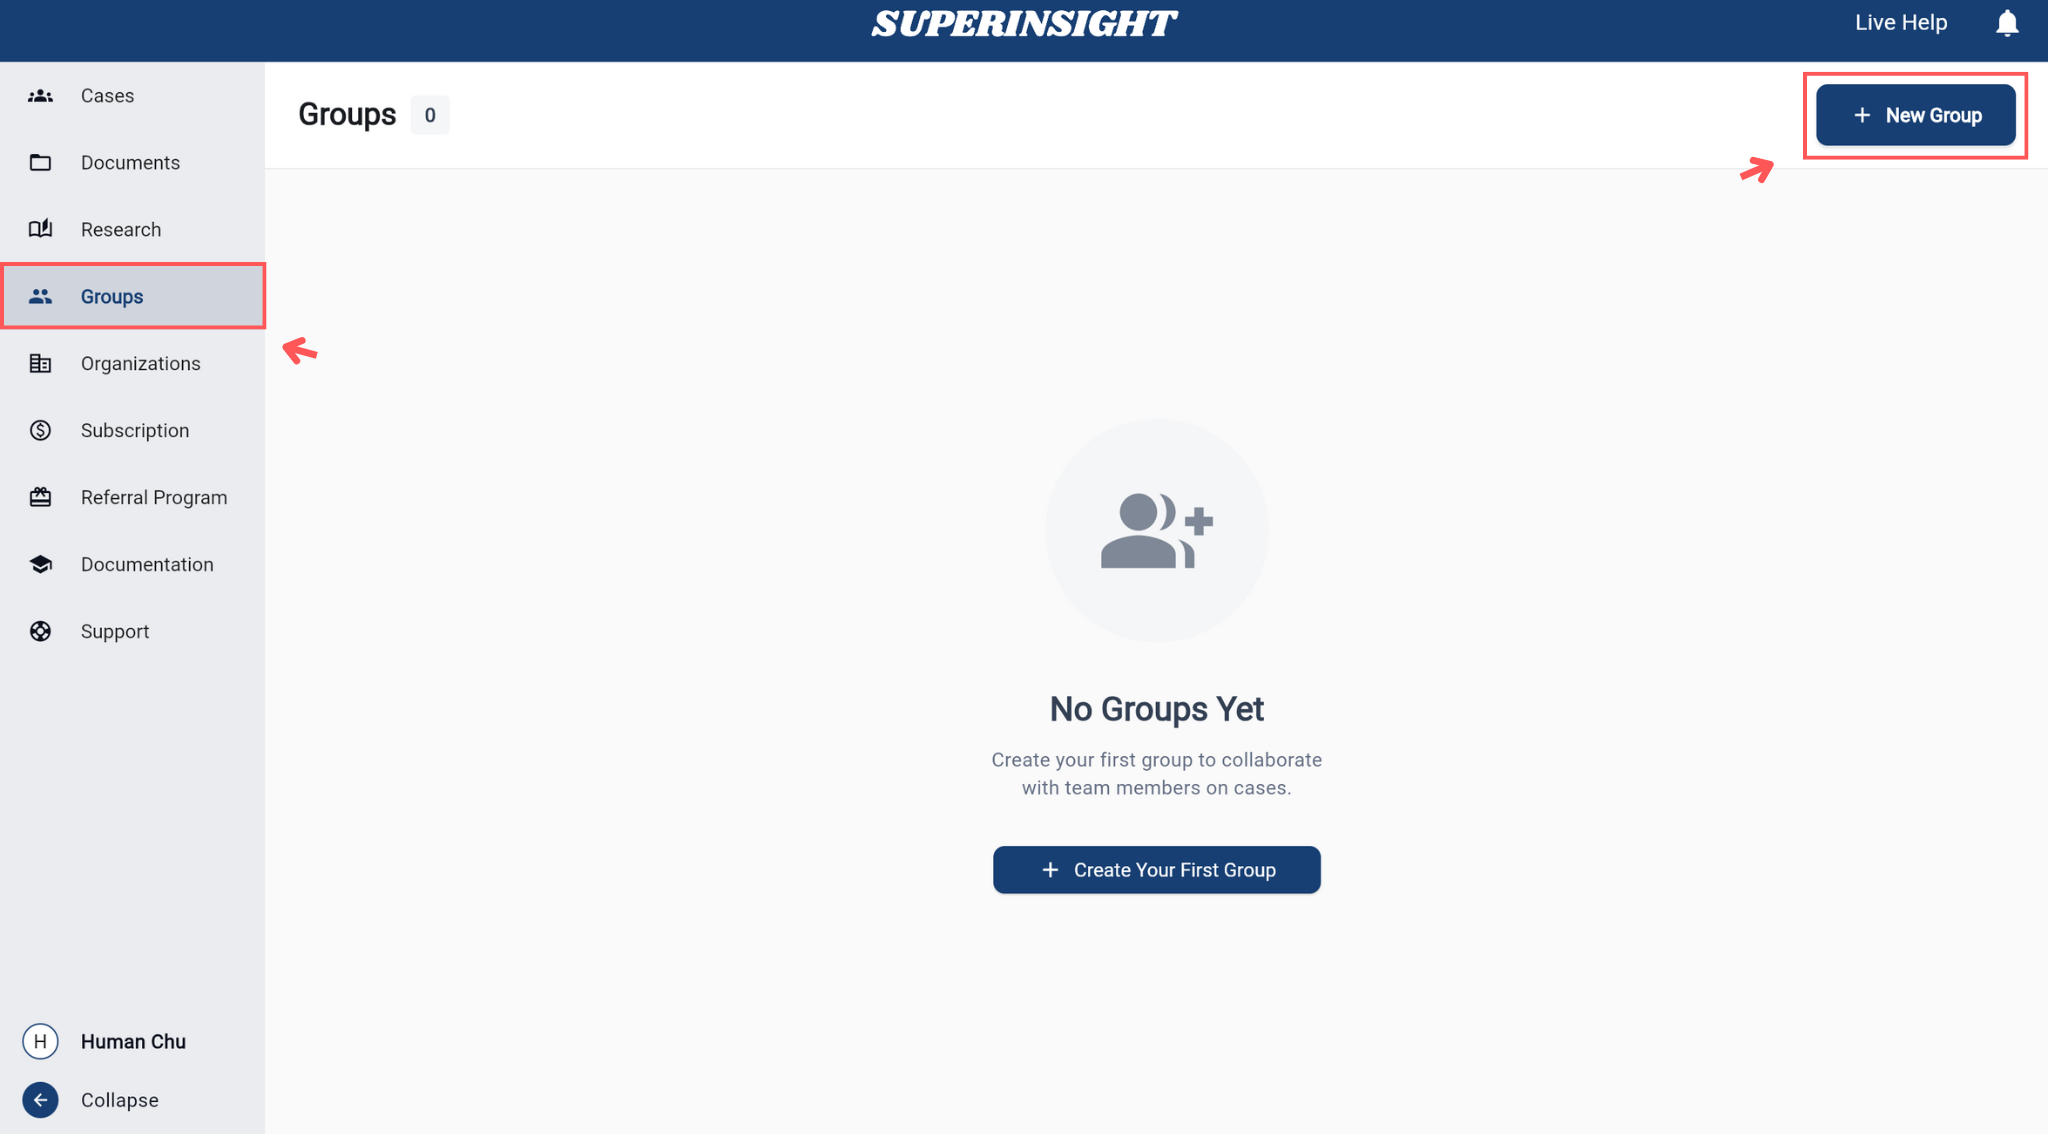 SUPERINSIGHT
Live Help
Cases
Documents
Research
Groups
Organizations
Subscription
Referral Program
Documentation
Support
H Human Chu
Collapse
Groups 0
+ New Group
No Groups Yet
Create your first group to collaborate
with team members on cases.
+ Create Your First Group